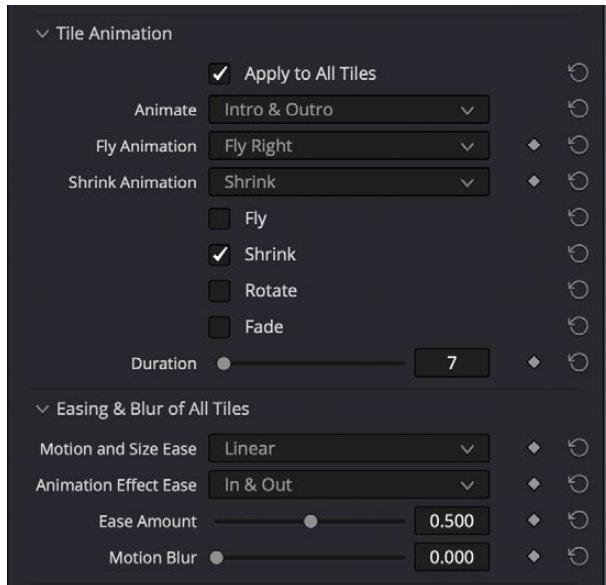 Tile Animation
Apply to All Tiles
Animate Intro & Outro
Fly Animation Fly Right
Shrink Animation Shrink
Fly
Shrink
Rotate
Fade
Duration 7
Easing & Blur of All Tiles
Motion and Size Ease Linear
Animation Effect Ease In & Out
Ease Amount 0.500
Motion Blur 0.000